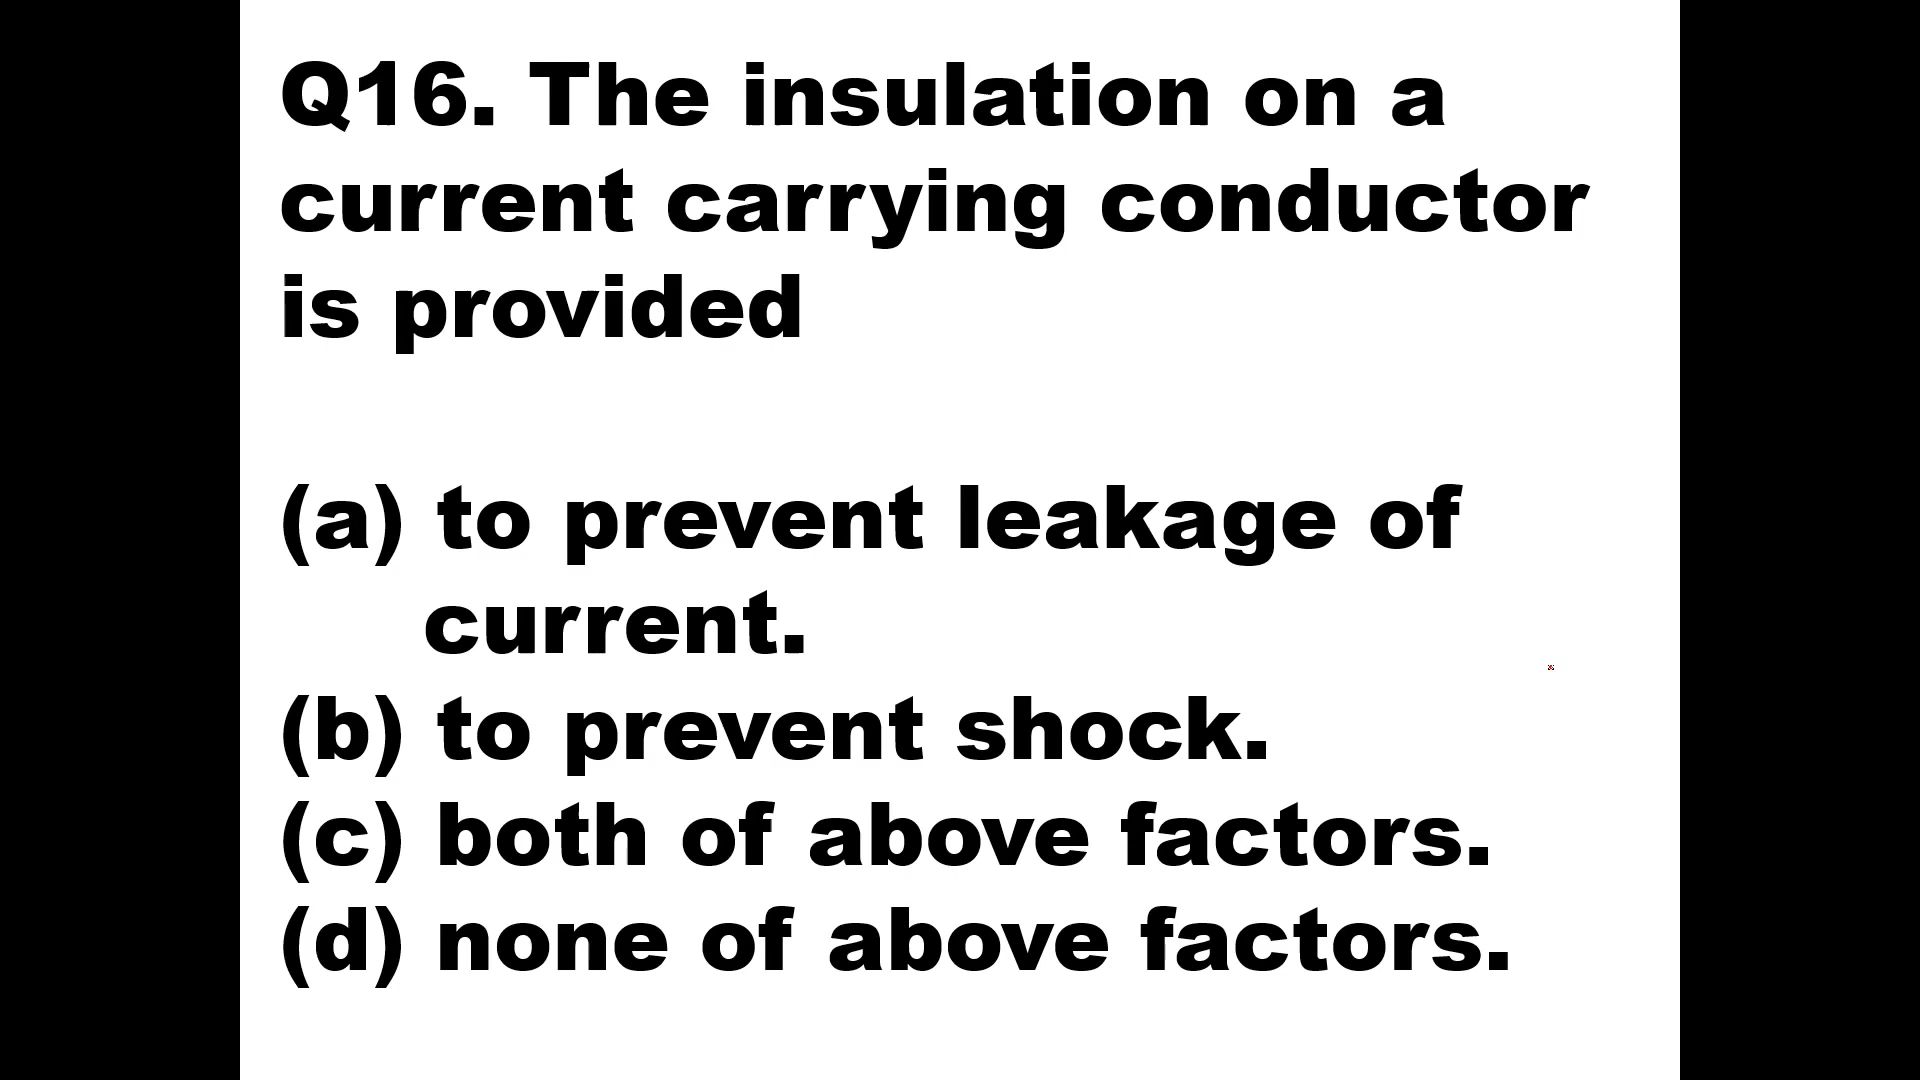 Q16. The insulation on a
current carrying conductor
is provided
(a) to prevent leakage of
current.
(b) to prevent shock.
(c) both of above factors.
(d) none of above factors.